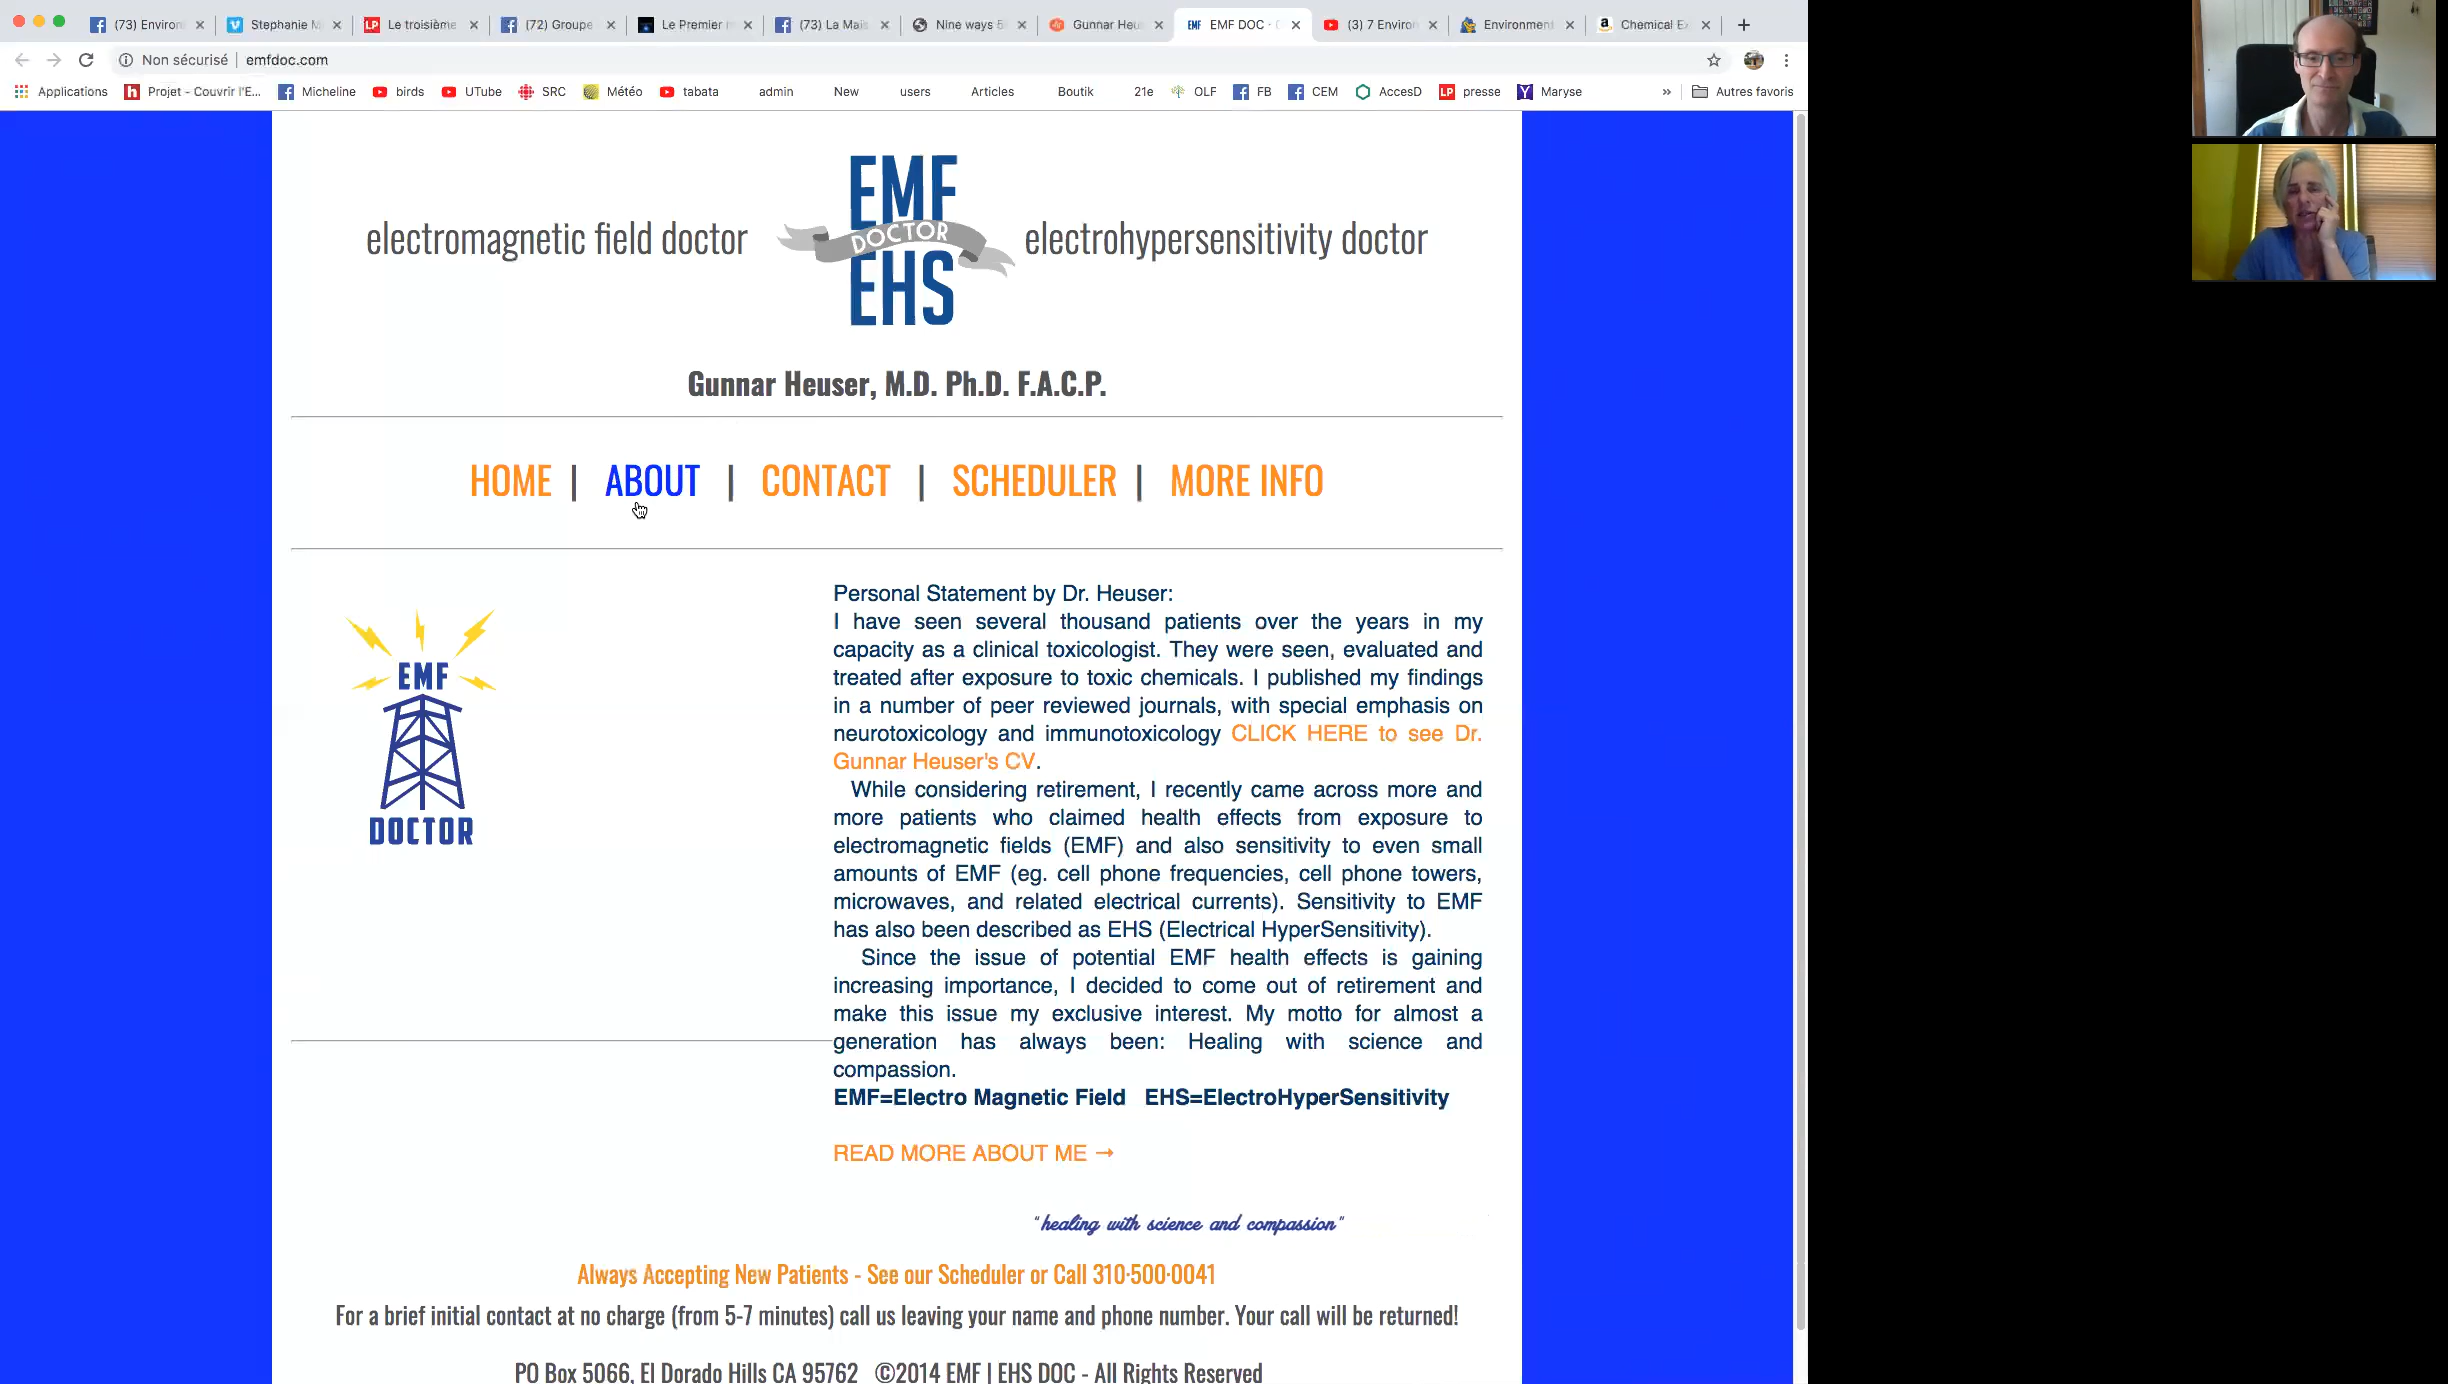 (73) Environ
Stephanie M
Le troisième
(72) Groupe
Le Premier m
(73) La Mais
Nine ways 5
Gunnar Heu
EMF DOC - D
(3) 7 Environ
Environment
Chemical Ex
Non sécurisé | emfdoc.com
Applications
Projet - Couvrir l'E...
Micheline
birds
UTube
SRC
Météo
tabata
admin
New
users
Articles
Boutik
21e
OLF
FB
CEM
AccesD
presse
Maryse
»
Autres favoris
EMF
DOCTOR
EHS
electromagnetic field doctor
electrohypersensitivity doctor
Gunnar Heuser, M.D. Ph.D. F.A.C.P.
HOME | ABOUT | CONTACT | SCHEDULER | MORE INFO
EMF
DOCTOR
Personal Statement by Dr. Heuser:
I have seen several thousand patients over the years in my
capacity as a clinical toxicologist. They were seen, evaluated and
treated after exposure to toxic chemicals. I published my findings
in a number of peer reviewed journals, with special emphasis on
neurotoxicology and immunotoxicology CLICK HERE to see Dr.
Gunnar Heuser's CV.
While considering retirement, I recently came across more and
more patients who claimed health effects from exposure to
electromagnetic fields (EMF) and also sensitivity to even small
amounts of EMF (eg. cell phone frequencies, cell phone towers,
microwaves, and related electrical currents). Sensitivity to EMF
has also been described as EHS (Electrical HyperSensitivity).
Since the issue of potential EMF health effects is gaining
increasing importance, I decided to come out of retirement and
make this issue my exclusive interest. My motto for almost a
generation has always been: Healing with science and
compassion.
EMF=Electro Magnetic Field EHS=ElectroHyperSensitivity
READ MORE ABOUT ME →
"healing with science and compassion"
Always Accepting New Patients - See our Scheduler or Call 310·500·0041
For a brief initial contact at no charge (from 5-7 minutes) call us leaving your name and phone number. Your call will be returned!
PO Box 5066, El Dorado Hills CA 95762 ©2014 EMF | EHS DOC - All Rights Reserved